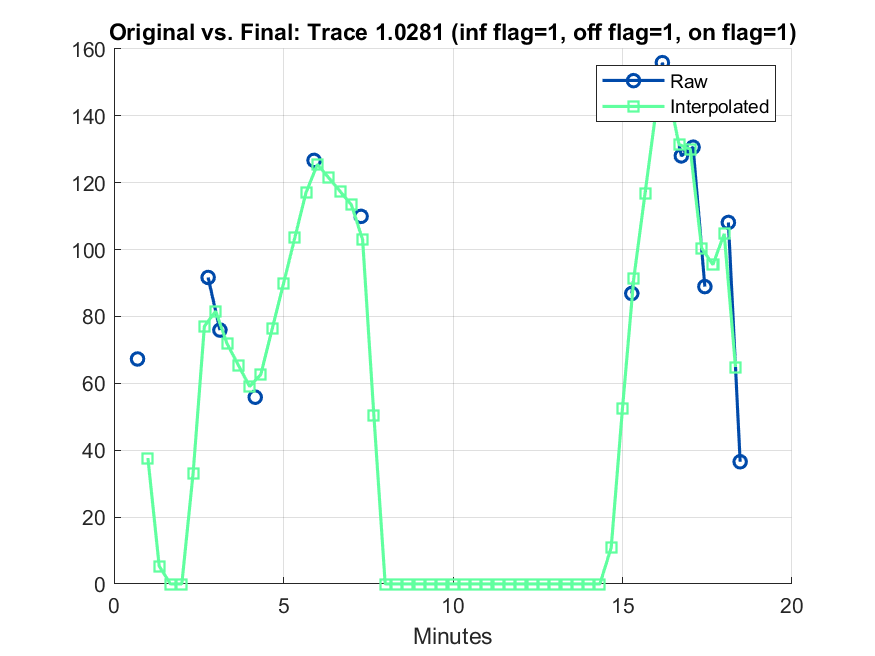 Original vs. Final: Trace 1.0281 (inf flag=1, off flag=1, on flag=1)
160
140
120
100
80
60
40
20
0
Raw
Interpolated
0 5 10 15 20
Minutes